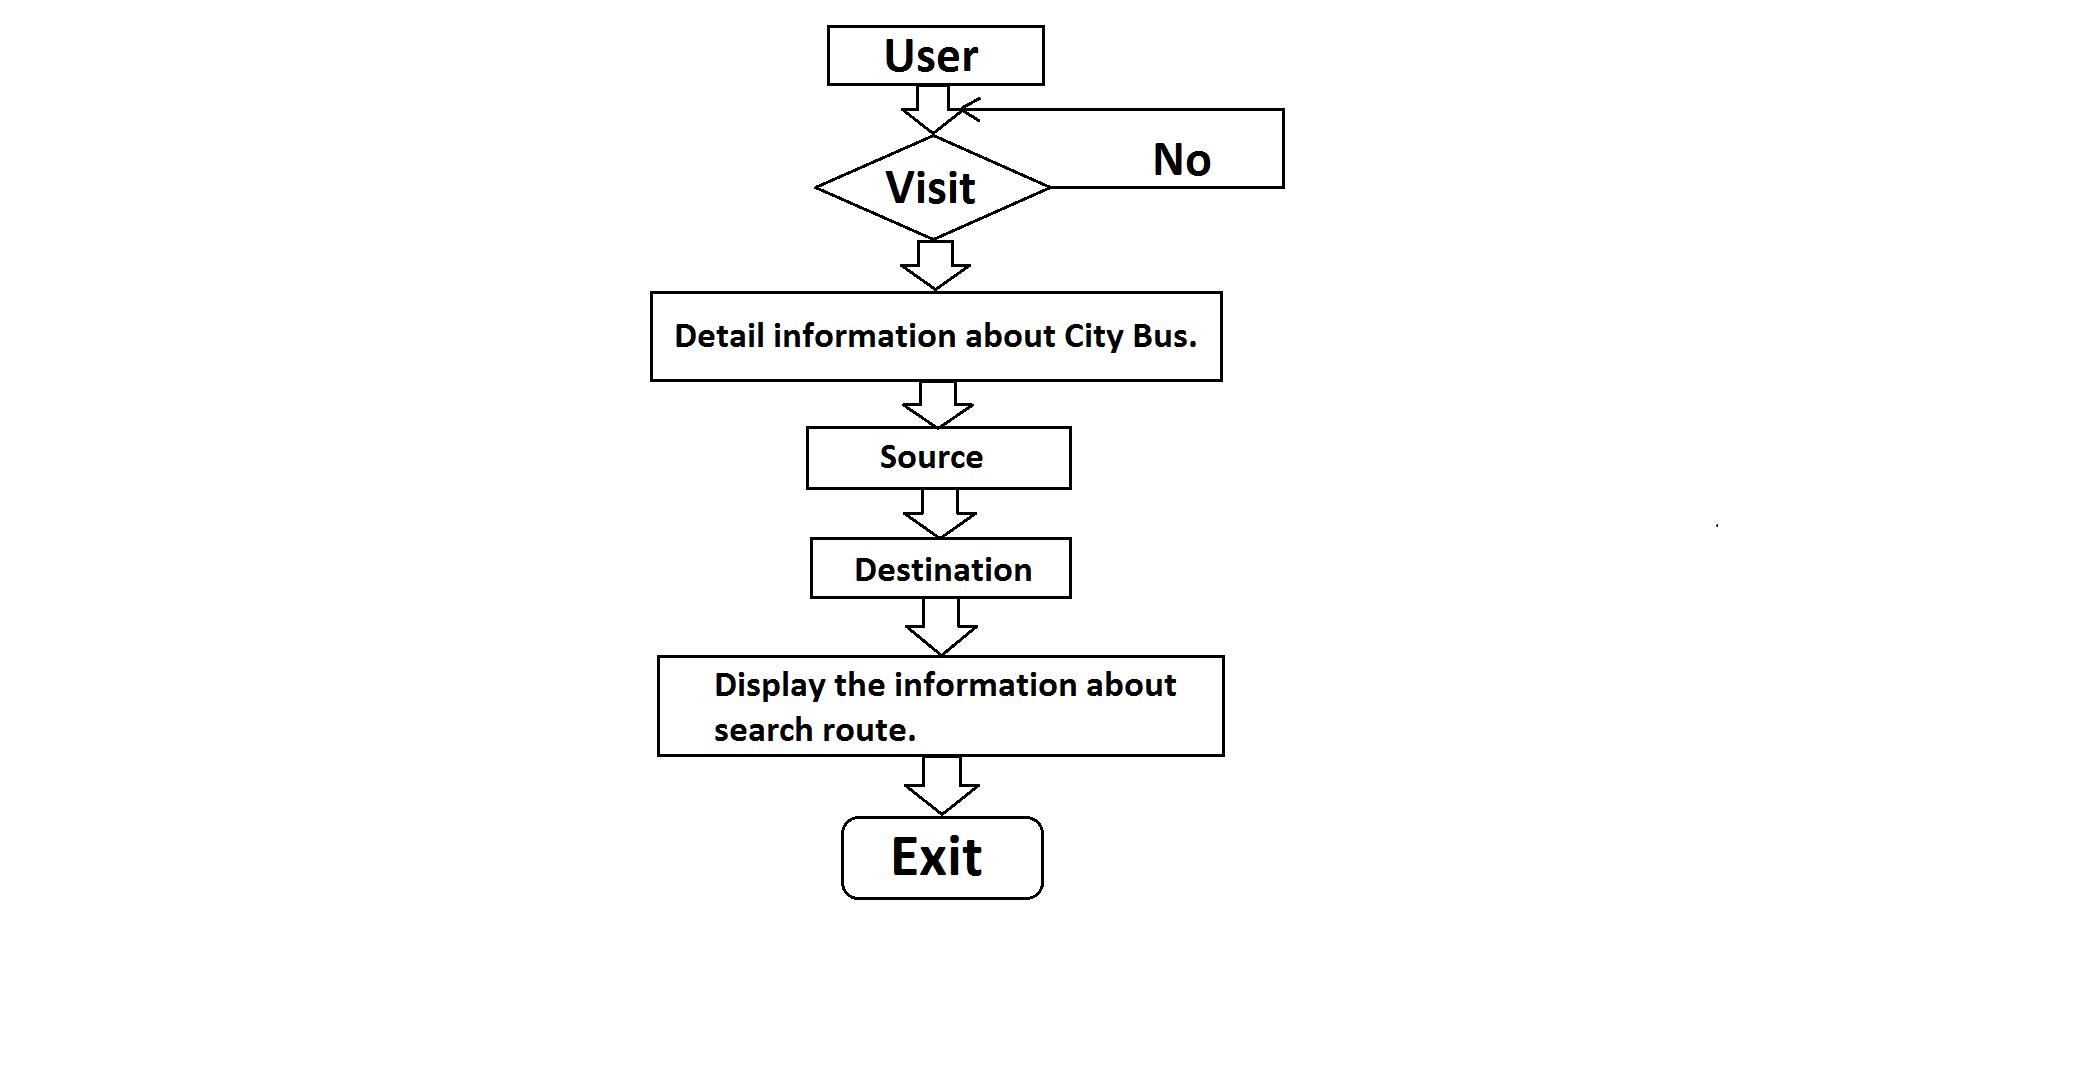 User
Visit
No
Detail information about City Bus.
Source
Destination
Display the information about
search route.
Exit